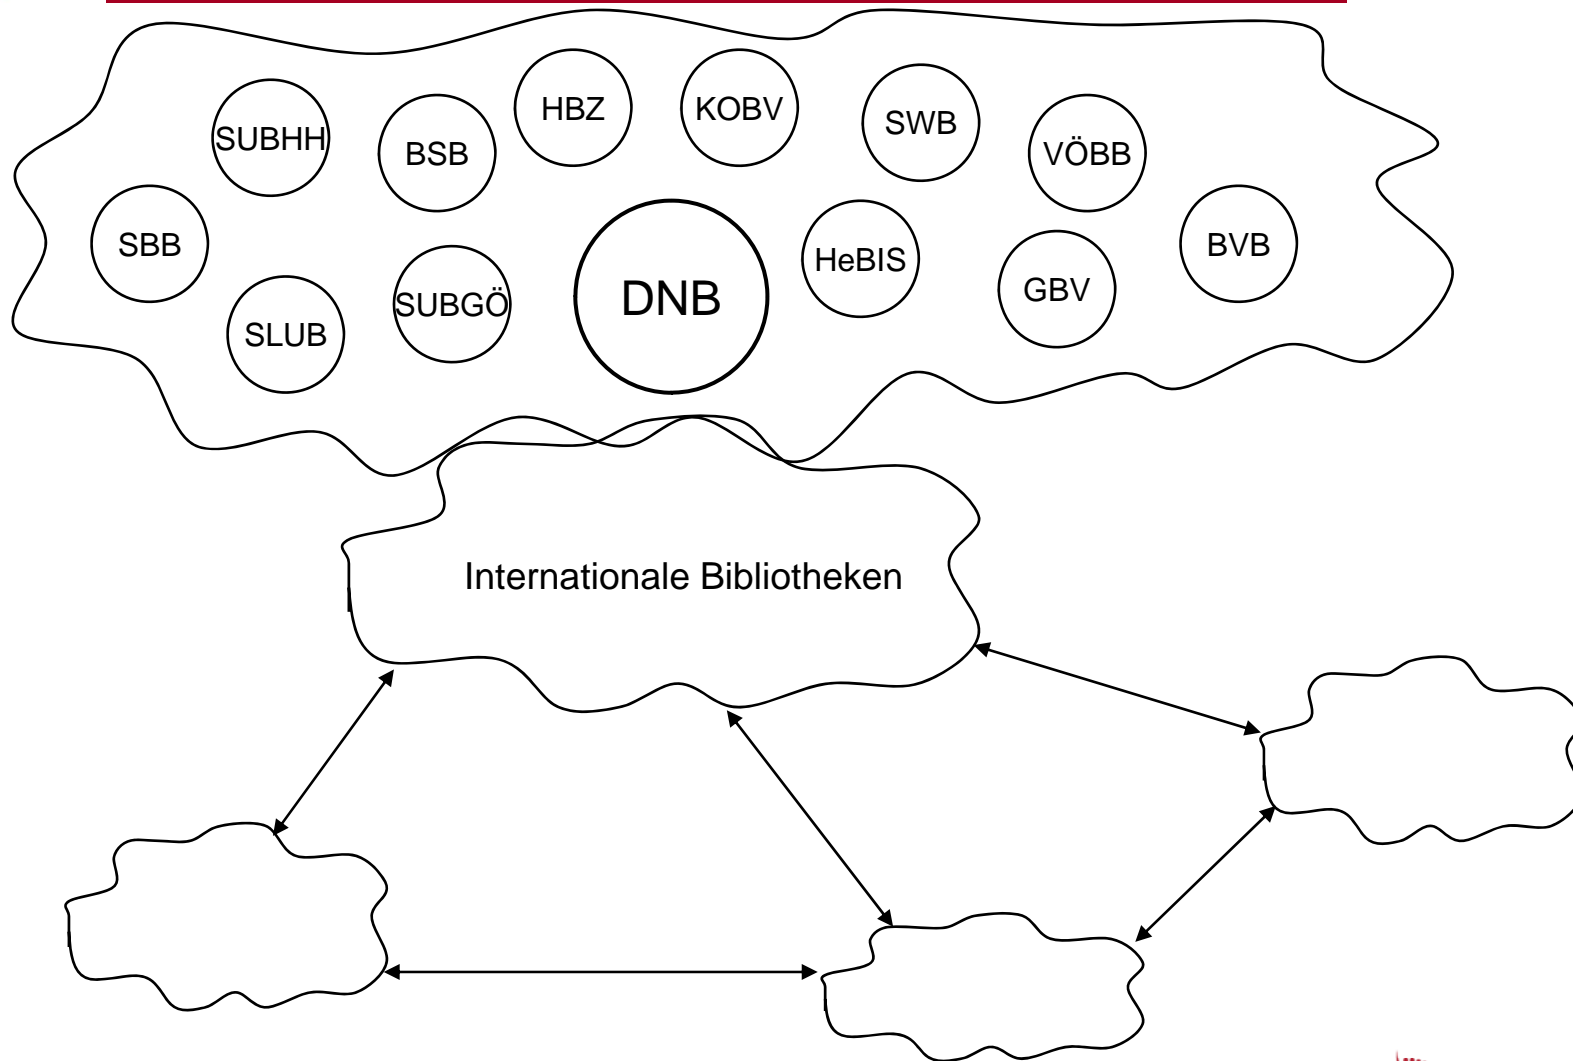 HBZ
KOBV
SWB
SUBHH
BSB
VÖBB
SBB
HeBIS
BVB
SLUB
SUBGÖ
DNB
GBV
Internationale Bibliotheken